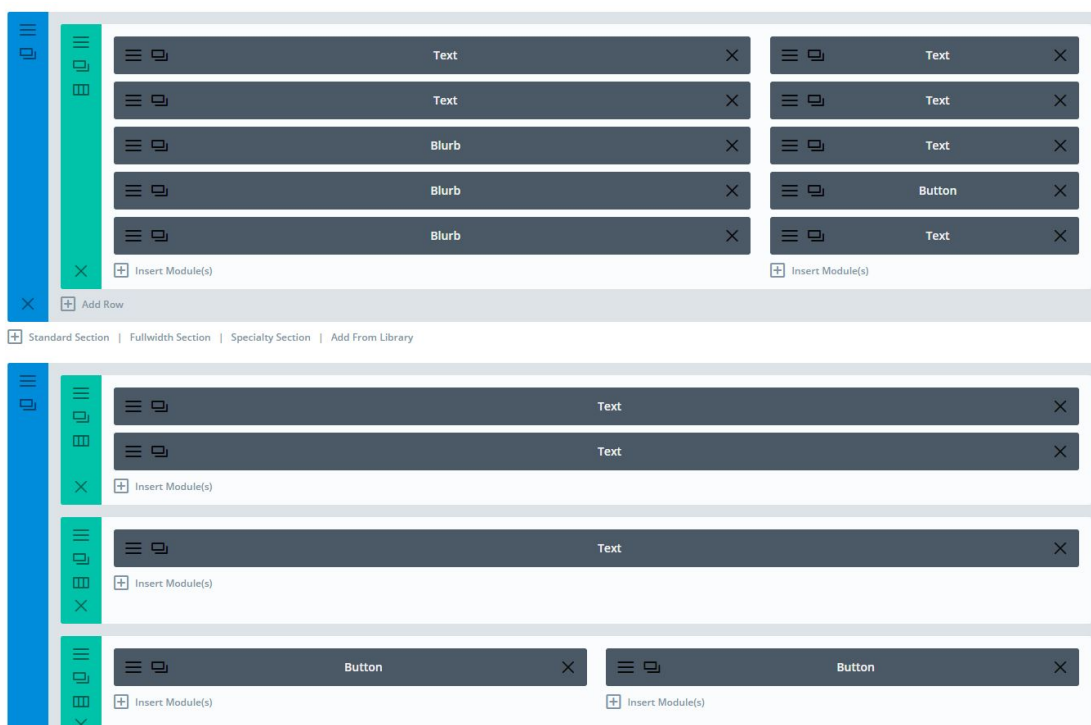 Text Text
Text Text
Blurb Text
Blurb Button
Blurb Text
Insert Module(s) Insert Module(s)
Add Row
Standard Section | Fullwidth Section | Specialty Section | Add From Library
Text
Text
Insert Module(s)
Text
Insert Module(s)
Button Button
Insert Module(s) Insert Module(s)